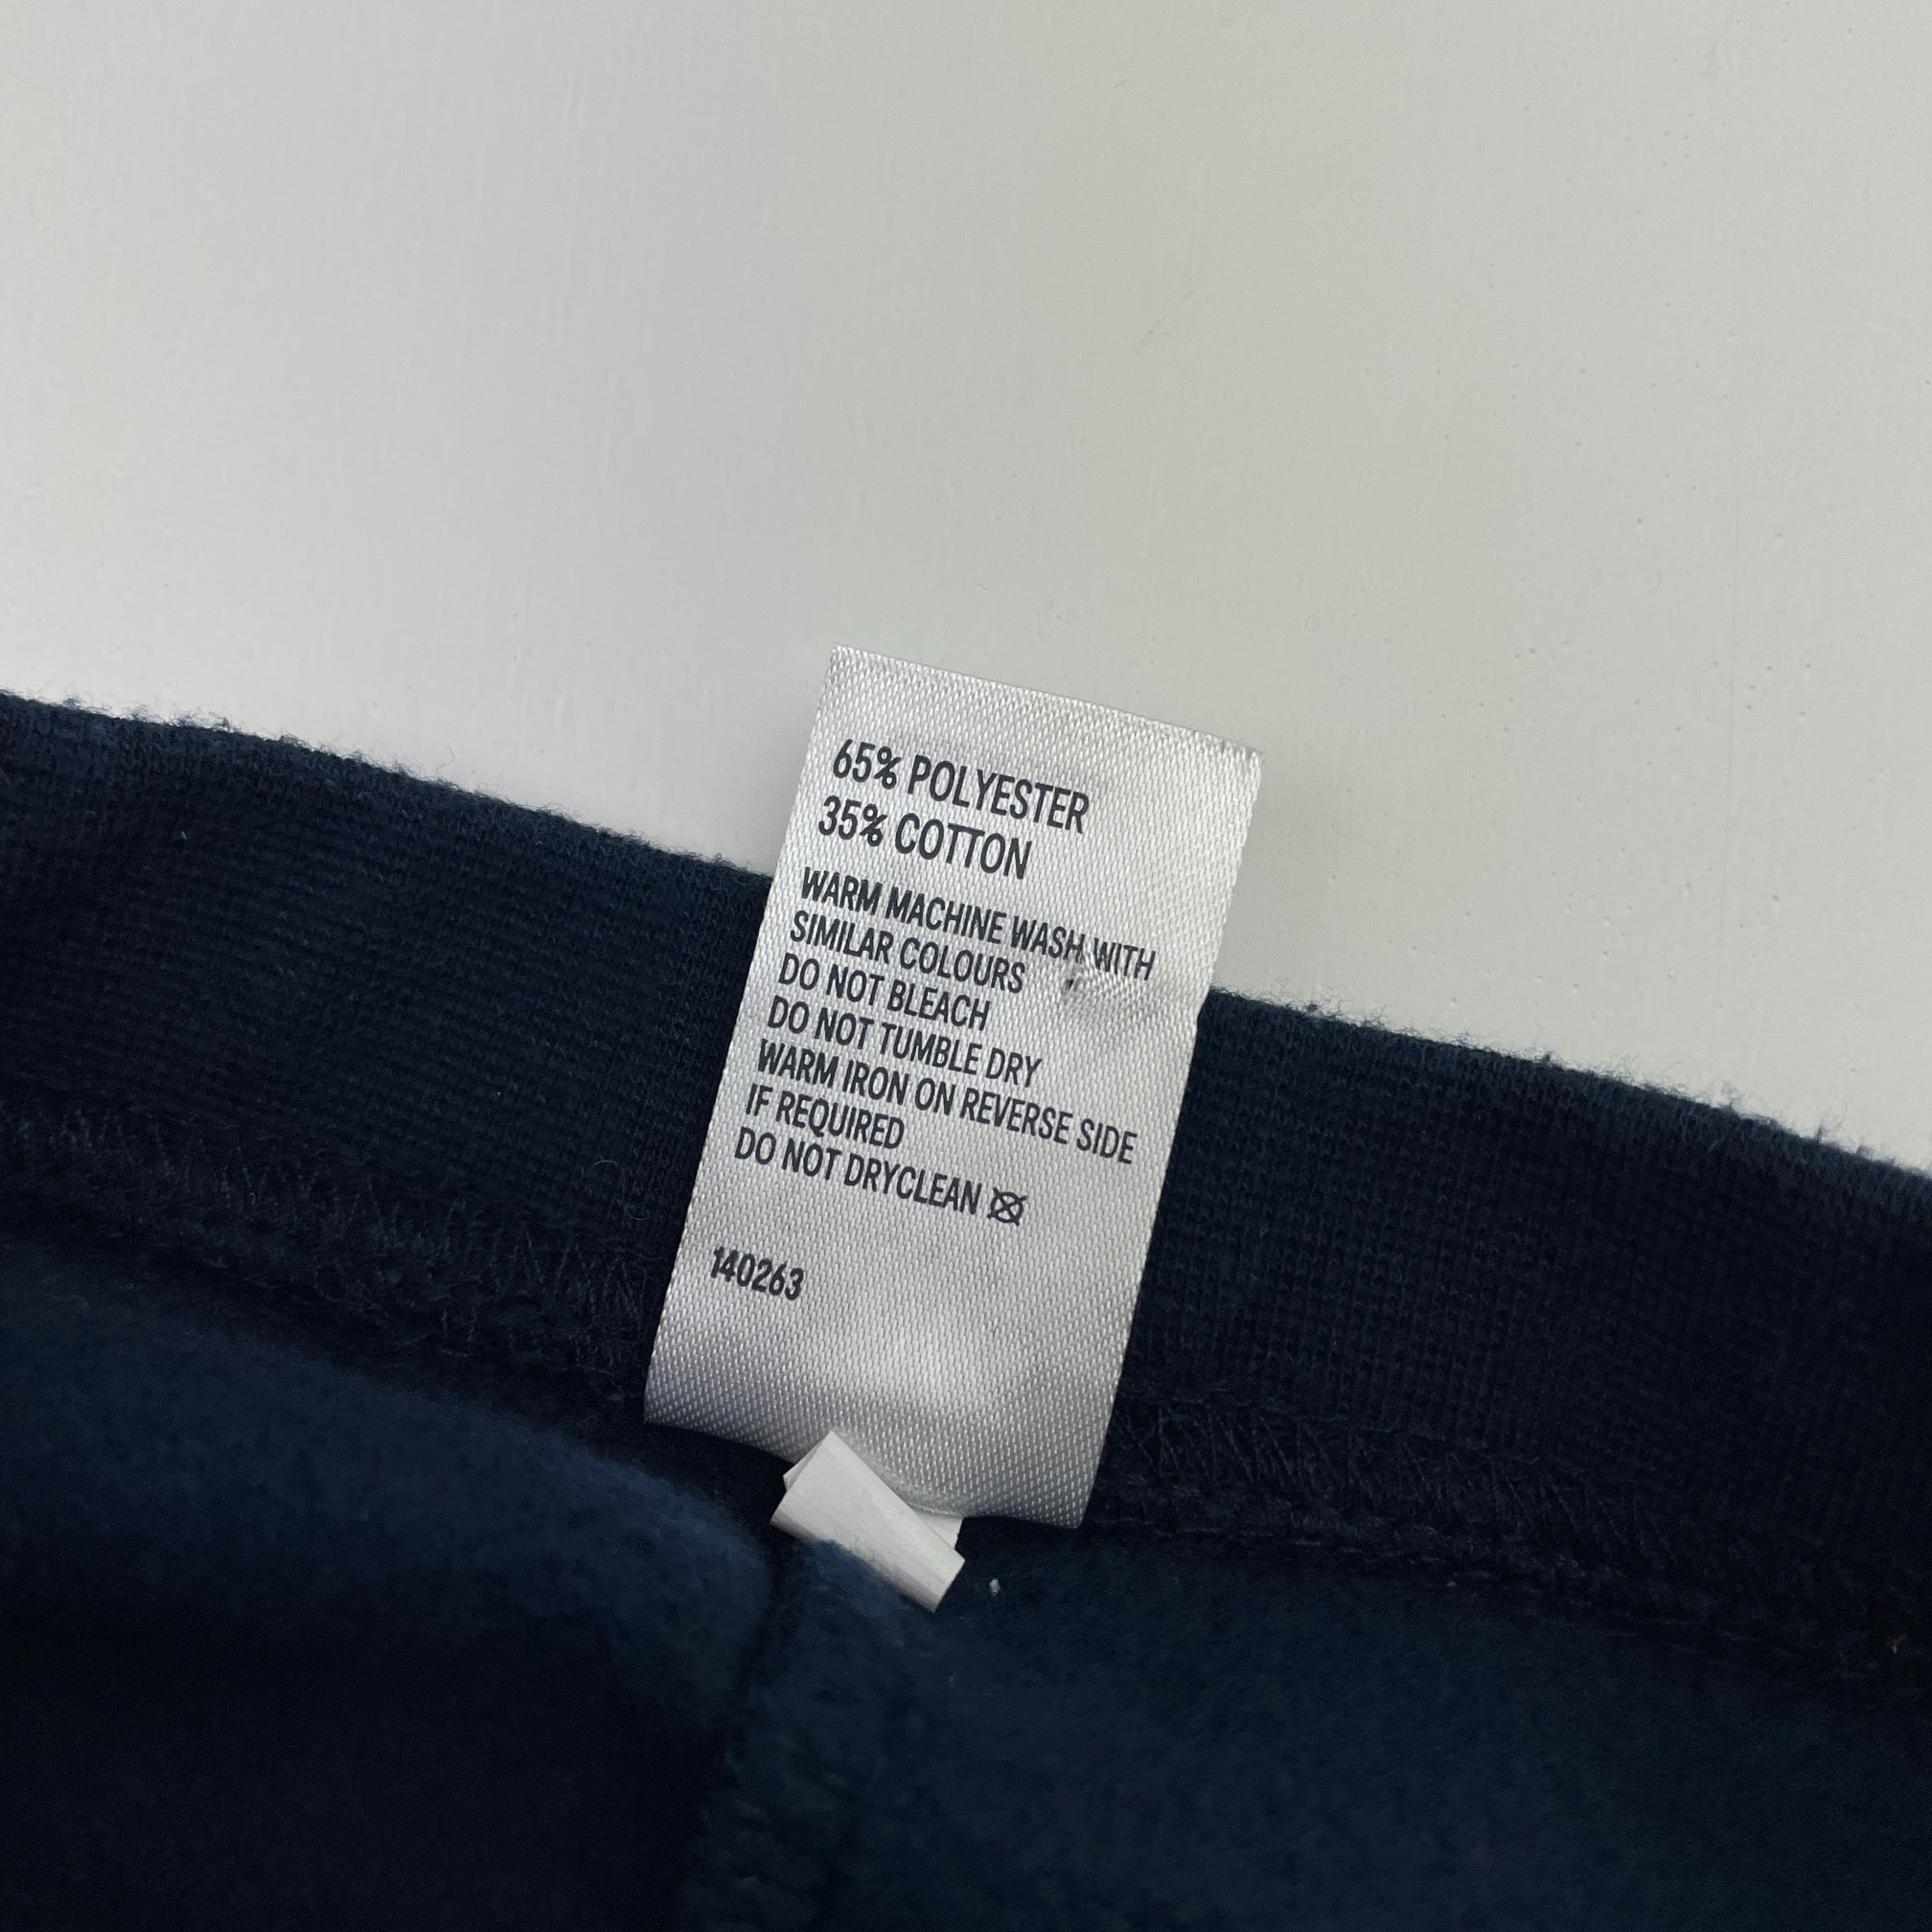 65% POLYESTER
35% COTTON
WARM MACHINE WASH WITH
SIMILAR COLOURS
DO NOT BLEACH
DO NOT TUMBLE DRY
WARM IRON ON REVERSE SIDE
IF REQUIRED
DO NOT DRYCLEAN
140263